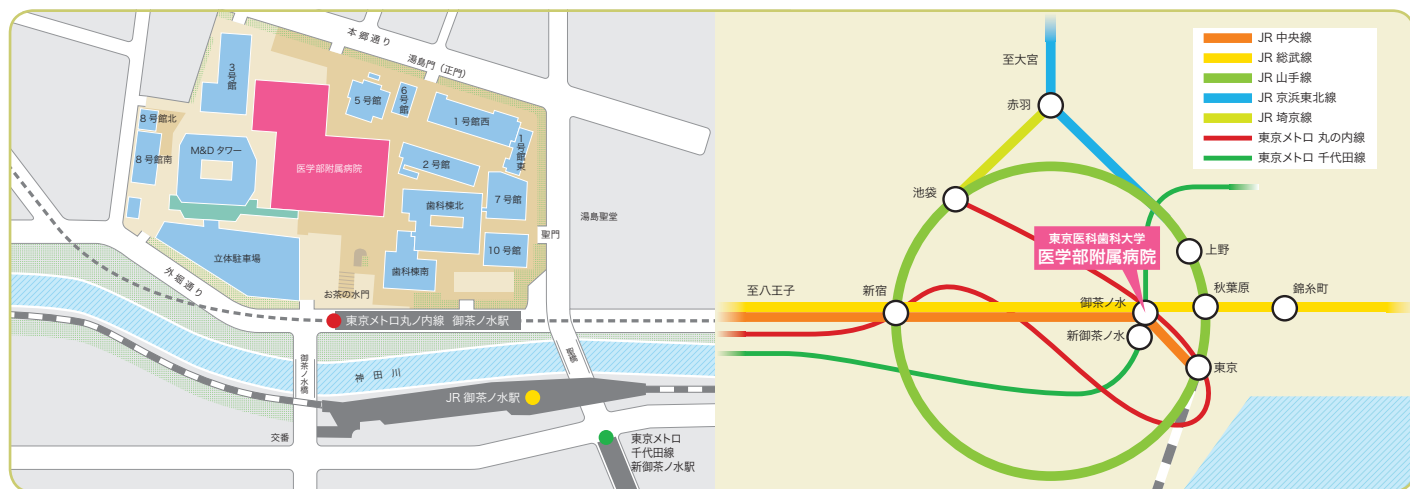 本郷通り
湯島門（正門）
3号館
5号館
6号館
1号館西
1号館東
8号館北
8号館南
M&Dタワー
医学部附属病院
2号館
歯科棟北
7号館
湯島聖堂
聖門
10号館
立体駐車場
歯科棟南
外堀通り
お茶の水門
東京メトロ丸ノ内線 御茶ノ水駅
御茶ノ水橋
聖橋
神田川
JR 御茶ノ水駅
交番
東京メトロ
千代田線
新御茶ノ水駅
JR 中央線
JR 総武線
JR 山手線
JR 京浜東北線
JR 埼京線
東京メトロ 丸の内線
東京メトロ 千代田線
至大宮
赤羽
池袋
東京医科歯科大学
医学部附属病院
上野
至八王子
新宿
御茶ノ水
秋葉原
錦糸町
新御茶ノ水
東京